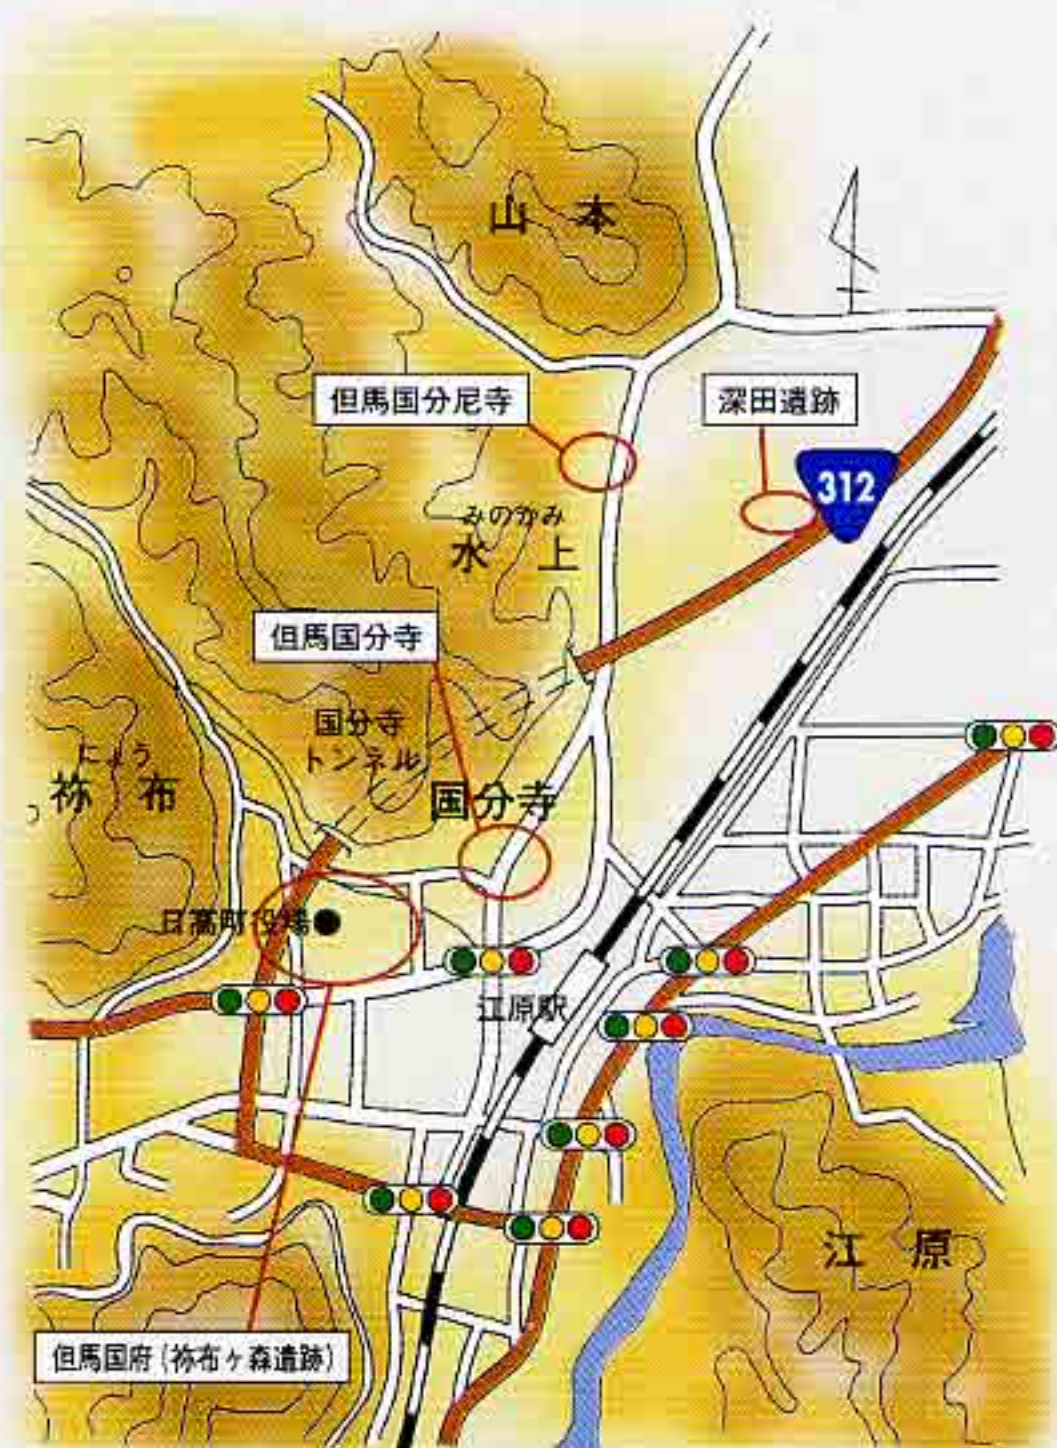 山本
但馬国分尼寺
深田遺跡
312
みのかみ
水上
但馬国分寺
国分寺
トンネル
にょう
祢布
国分寺
日高町役場
江原駅
江原
但馬国府(祢布ヶ森遺跡)